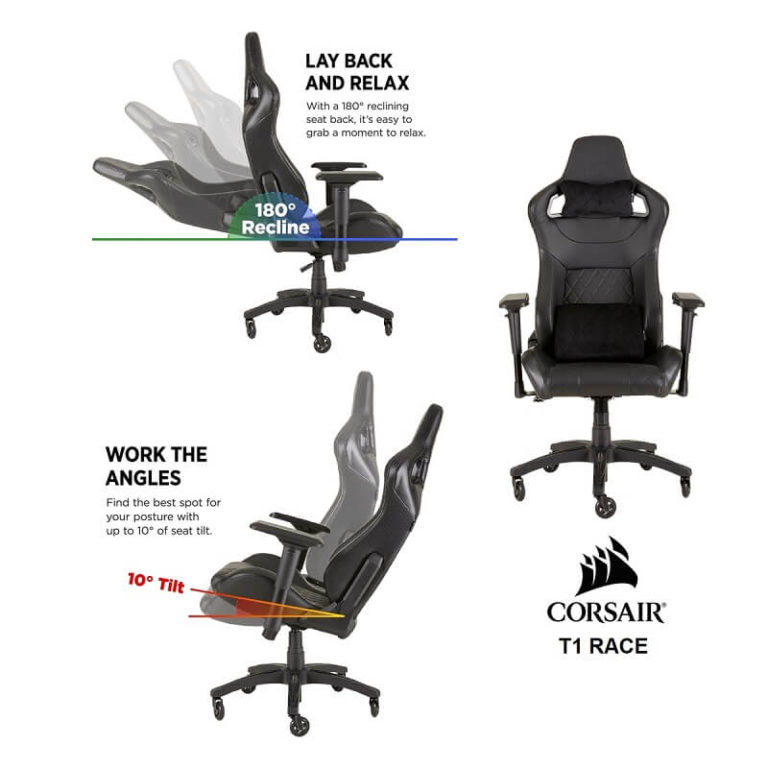 LAY BACK
AND RELAX
With a 180° reclining
seat back, it's easy to
grab a moment to relax.
180°
Recline
WORK THE
ANGLES
Find the best spot for
your posture with
up to 10° of seat tilt.
10° Tilt
CORSAIR®
T1 RACE